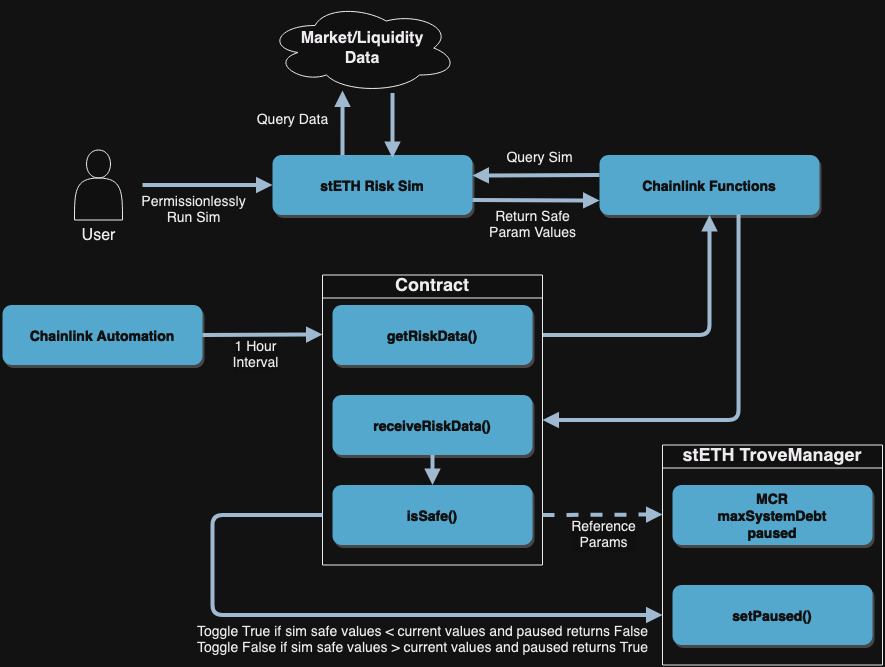 Market/Liquidity
Data
Query Data
Query Sim
stETH Risk Sim
Chainlink Functions
Permissionlessly
Run Sim
Return Safe
Param Values
User
Contract
Chainlink Automation
1 Hour
Interval
getRiskData()
receiveRiskData()
stETH TroveManager
isSafe()
Reference
Params
MCR
maxSystemDebt
paused
setPaused()
Toggle True if sim safe values < current values and paused returns False
Toggle False if sim safe values > current values and paused returns True